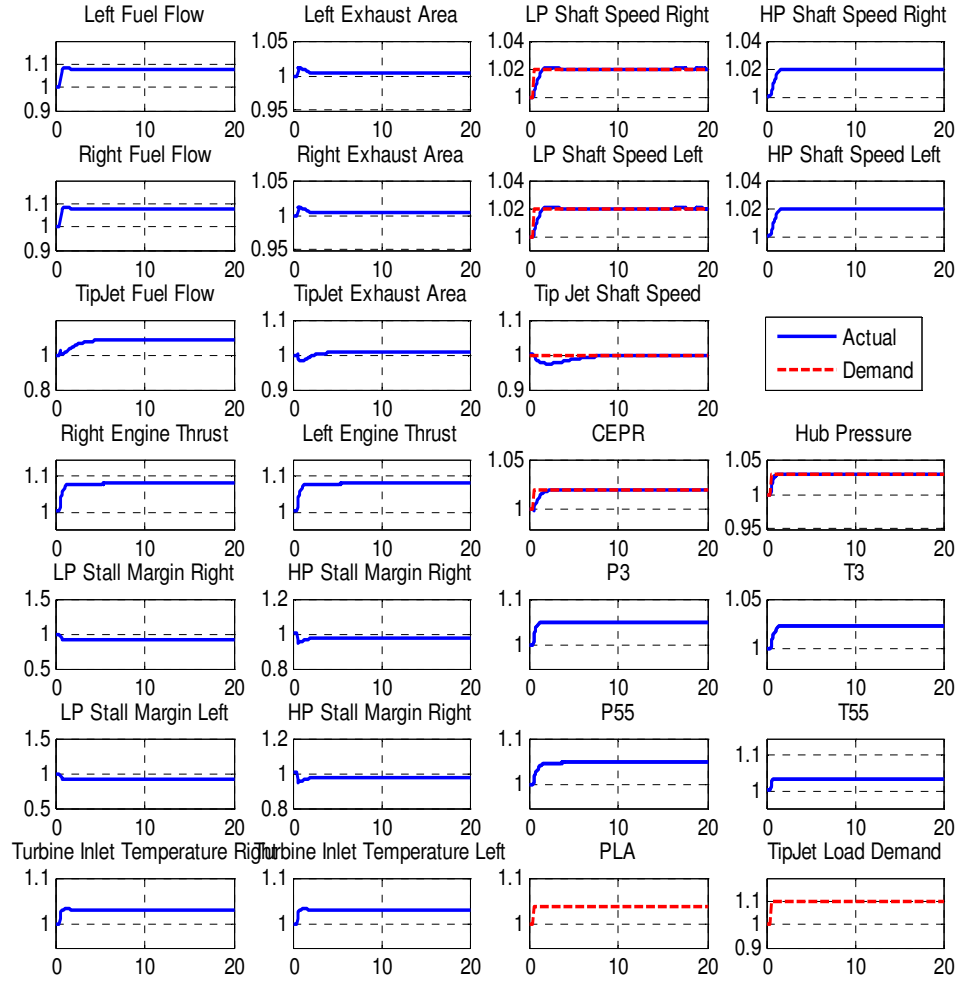 Left Fuel Flow Left Exhaust Area LP Shaft Speed Right HP Shaft Speed Right
1.1 1.05 1.04 1.04
1 1 1.02 1.02
0.9 0.95 1 1
0 10 20 0 10 20 0 10 20 0 10 20
Right Fuel Flow Right Exhaust Area LP Shaft Speed Left HP Shaft Speed Left
1.1 1.05 1.04 1.04
1 1 1.02 1.02
0.9 0.95 1 1
0 10 20 0 10 20 0 10 20 0 10 20
TipJet Fuel Flow TipJet Exhaust Area Tip Jet Shaft Speed
1.1 1.1
1 1 1
0.8 0.9 0.9
0 10 20 0 10 20 0 10 20
Actual
Demand
Right Engine Thrust Left Engine Thrust CEPR Hub Pressure
1.1 1.1 1.05 1.05
1 1 1 1
0.95
0 10 20 0 10 20 0 10 20 0 10 20
LP Stall Margin Right HP Stall Margin Right P3 T3
1.5 1.2 1.1 1.05
1 1 1 1
0.5 0.8
0 10 20 0 10 20 0 10 20 0 10 20
LP Stall Margin Left HP Stall Margin Right P55 T55
1.5 1.2 1.1 1.1
1 1 1 1
0.5 0.8
0 10 20 0 10 20 0 10 20 0 10 20
Turbine Inlet Temperature Right Turbine Inlet Temperature Left PLA TipJet Load Demand
1.1 1.1 1.1 1.1
1 1 1 1
0.9
0 10 20 0 10 20 0 10 20 0 10 20